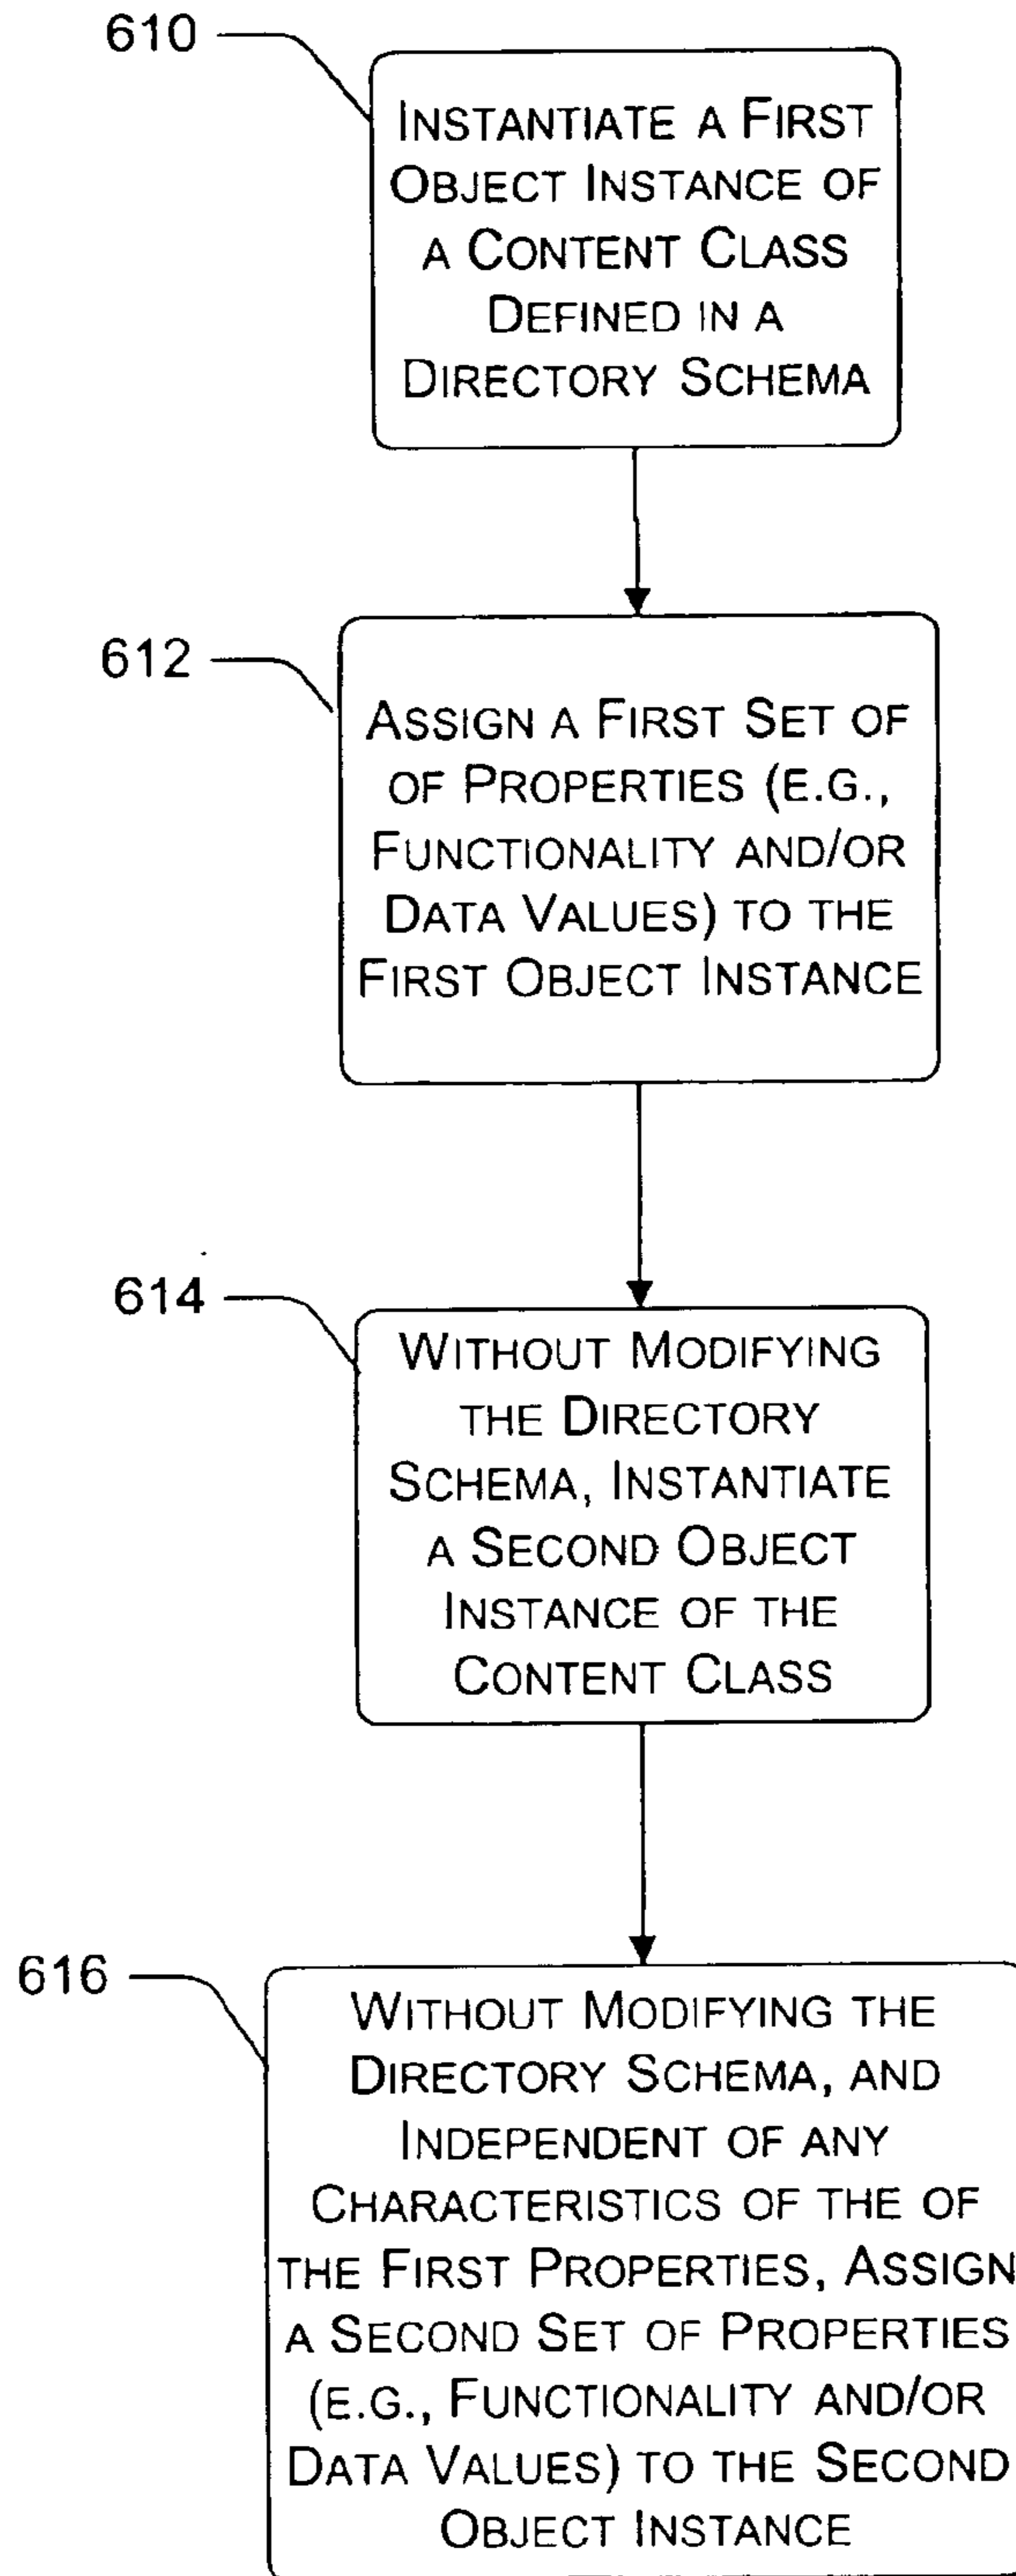 610
INSTANTIATE A FIRST
OBJECT INSTANCE OF
A CONTENT CLASS
DEFINED IN A
DIRECTORY SCHEMA
612
ASSIGN A FIRST SET OF
OF PROPERTIES (E.G.,
FUNCTIONALITY AND/OR
DATA VALUES) TO THE
FIRST OBJECT INSTANCE
614
WITHOUT MODIFYING
THE DIRECTORY
SCHEMA, INSTANTIATE
A SECOND OBJECT
INSTANCE OF THE
CONTENT CLASS
616
WITHOUT MODIFYING THE
DIRECTORY SCHEMA, AND
INDEPENDENT OF ANY
CHARACTERISTICS OF THE OF
THE FIRST PROPERTIES, ASSIGN
A SECOND SET OF PROPERTIES
(E.G., FUNCTIONALITY AND/OR
DATA VALUES) TO THE SECOND
OBJECT INSTANCE